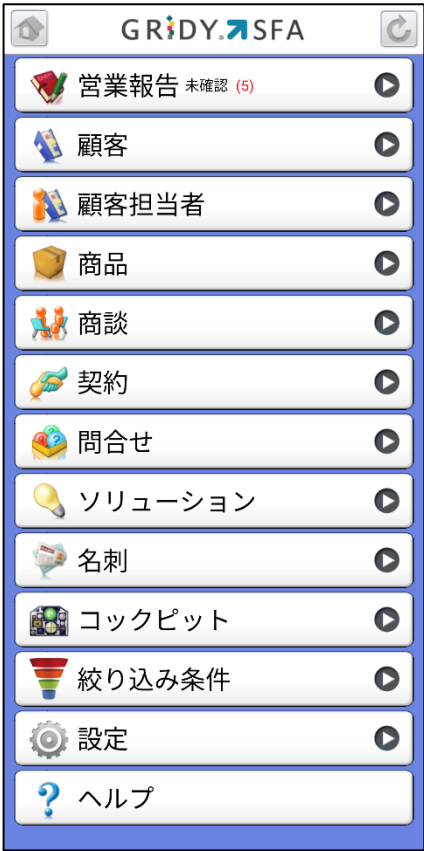 GRiDY.SFA
営業報告 未確認 (5)
顧客
顧客担当者
商品
商談
契約
問合せ
ソリューション
名刺
コックピット
絞り込み条件
設定
ヘルプ